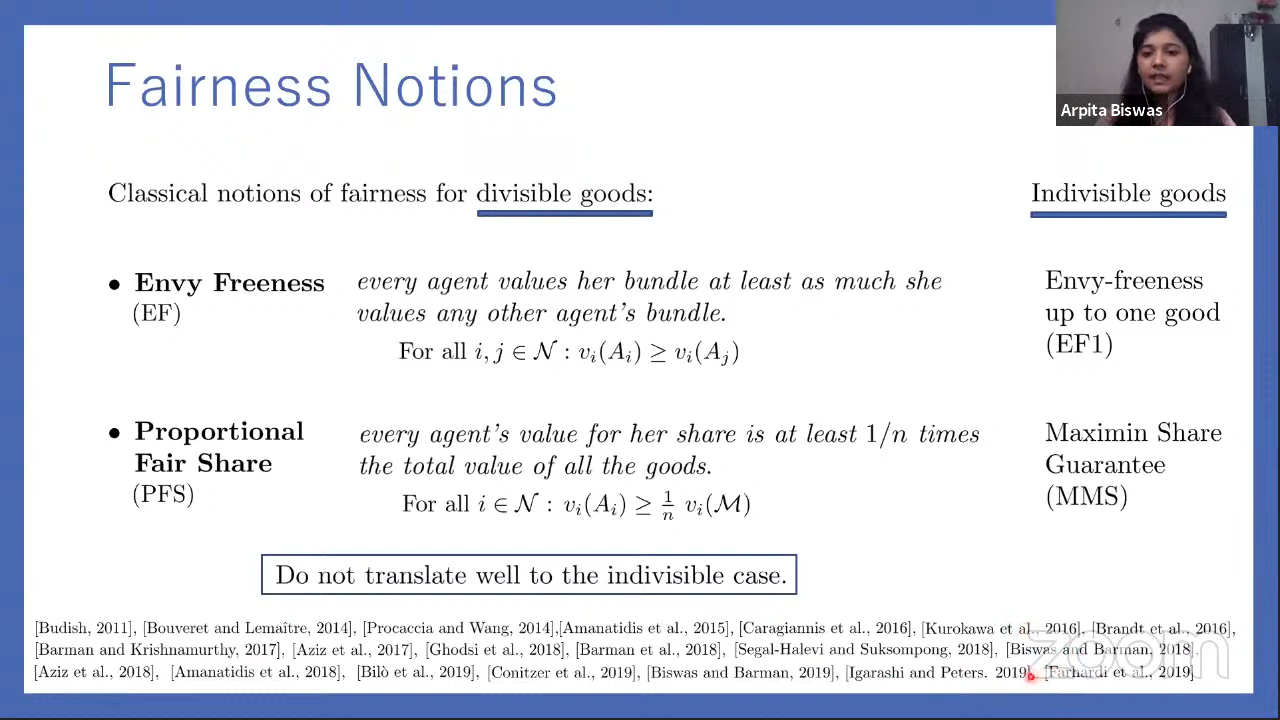 Fairness Notions
Arpita Biswas
Classical notions of fairness for divisible goods:
Indivisible goods
• Envy Freeness
(EF)
every agent values her bundle at least as much she
values any other agent's bundle.
For all i, j ∈ N : v_i(A_i) ≥ v_i(A_j)
Envy-freeness
up to one good
(EF1)
• Proportional
Fair Share
(PFS)
every agent's value for her share is at least 1/n times
the total value of all the goods.
For all i ∈ N : v_i(A_i) ≥ 1/n v_i(M)
Maximin Share
Guarantee
(MMS)
Do not translate well to the indivisible case.
[Budish, 2011], [Bouveret and Lemaître, 2014], [Procaccia and Wang, 2014],[Amanatidis et al., 2015], [Caragiannis et al., 2016], [Kurokawa et al., 2016], [Brandt et al., 2016],
[Barman and Krishnamurthy, 2017], [Aziz et al., 2017], [Ghodsi et al., 2018], [Barman et al., 2018], [Segal-Halevi and Suksompong, 2018], [Biswas and Barman, 2018],
[Aziz et al., 2018], [Amanatidis et al., 2018], [Bilò et al., 2019], [Conitzer et al., 2019], [Biswas and Barman, 2019], [Igarashi and Peters. 2019], [Farhardi et al., 2019]
zoom